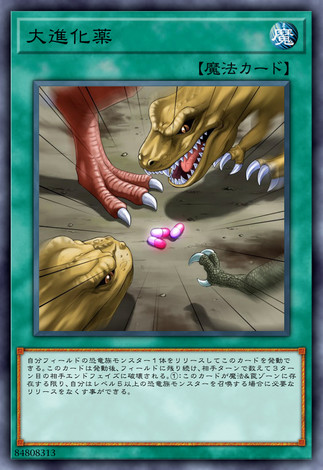 大進化薬
魔
【魔法カード】
自分フィールドの恐竜族モンスター１体をリリースしてこのカードを発動で
きる。このカードは発動後、フィールドに残り続け、相手ターンで数えて３ター
ン目の相手エンドフェイズに破壊される。①：このカードが魔法&罠ゾーンに存
在する限り、自分はレベル５以上の恐竜族モンスターを召喚する場合に必要な
リリースをなくす事ができる。
84808313